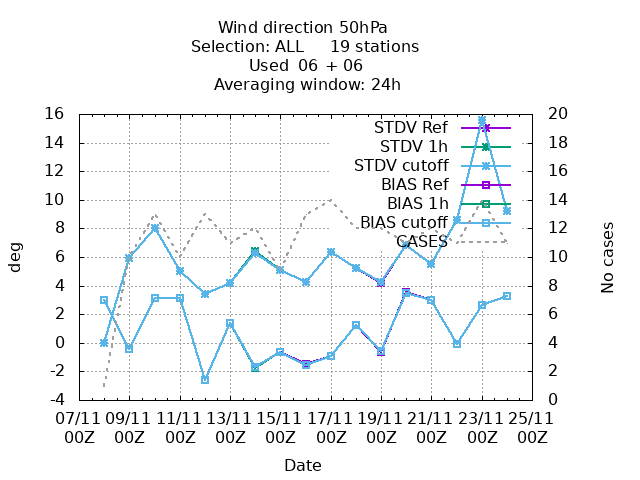 Wind direction 50hPa
Selection: ALL 19 stations
Used 06 + 06
Averaging window: 24h
deg
No cases
16
14
12
10
8
6
4
2
0
-2
-4
20
18
16
14
12
10
8
6
4
2
0
STDV Ref
STDV 1h
STDV cutoff
BIAS Ref
BIAS 1h
BIAS cutoff
CASES
07/11 09/11 11/11 13/11 15/11 17/11 19/11 21/11 23/11 25/11
00Z 00Z 00Z 00Z 00Z 00Z 00Z 00Z 00Z 00Z
Date